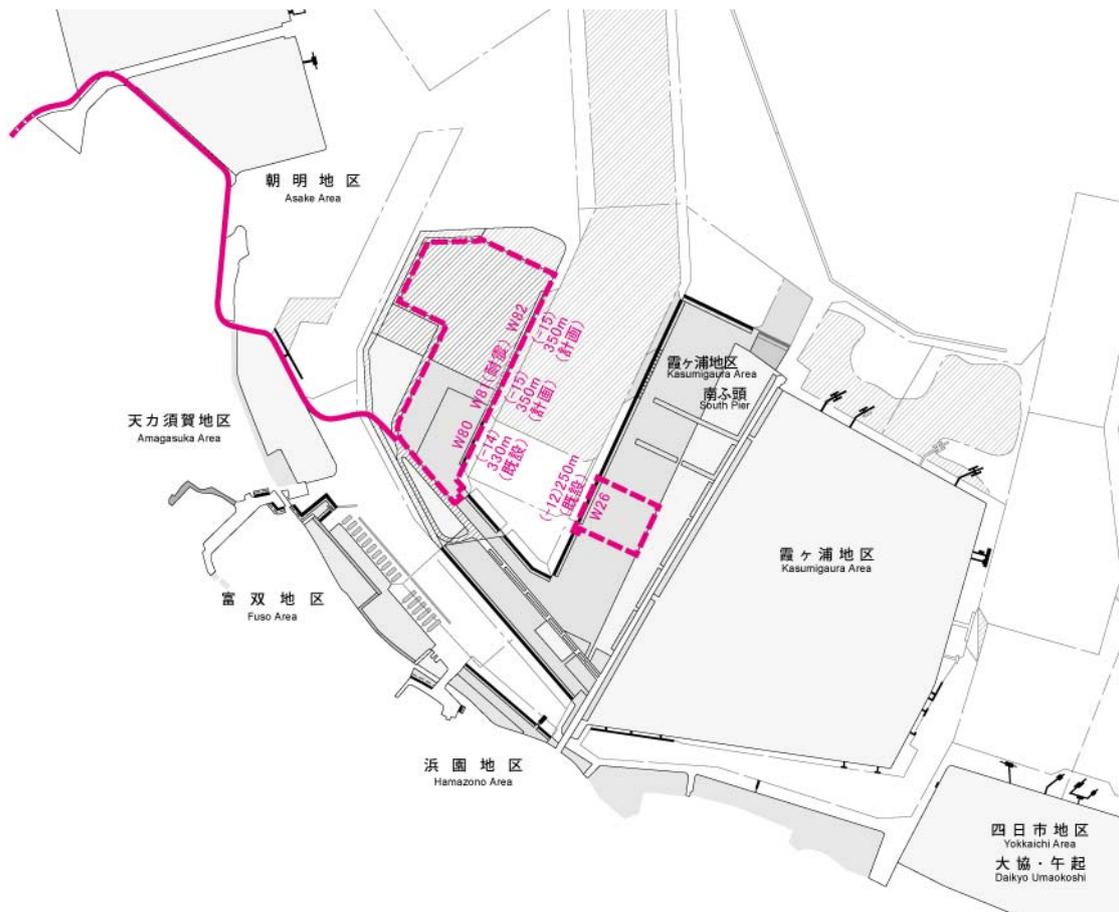 朝明地区
Asake Area
W82
(-15)
350m
(計画)
W81(耐震)
(-15)
350m
(計画)
W80
(-14)
330m
(既設)
(-12)250m
(既設)
W26
霞ヶ浦地区
Kasumigaura Area
南ふ頭
South Pier
天カ須賀地区
Amagasuka Area
霞ヶ浦地区
Kasumigaura Area
富双地区
Fuso Area
浜園地区
Hamazono Area
四日市地区
Yokkaichi Area
大協・午起
Daikyo Umaokoshi